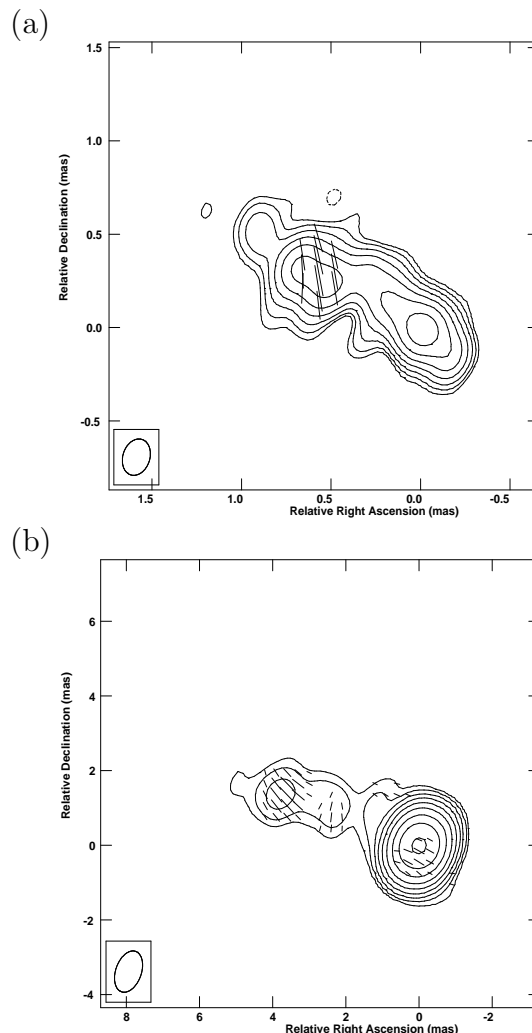 (a)
Relative Declination (mas)
1.5
1.0
0.5
0.0
-0.5
1.5 1.0 0.5 0.0 -0.5
Relative Right Ascension (mas)
(b)
Relative Declination (mas)
6
4
2
0
-2
-4
8 6 4 2 0 -2
Relative Right Ascension (mas)